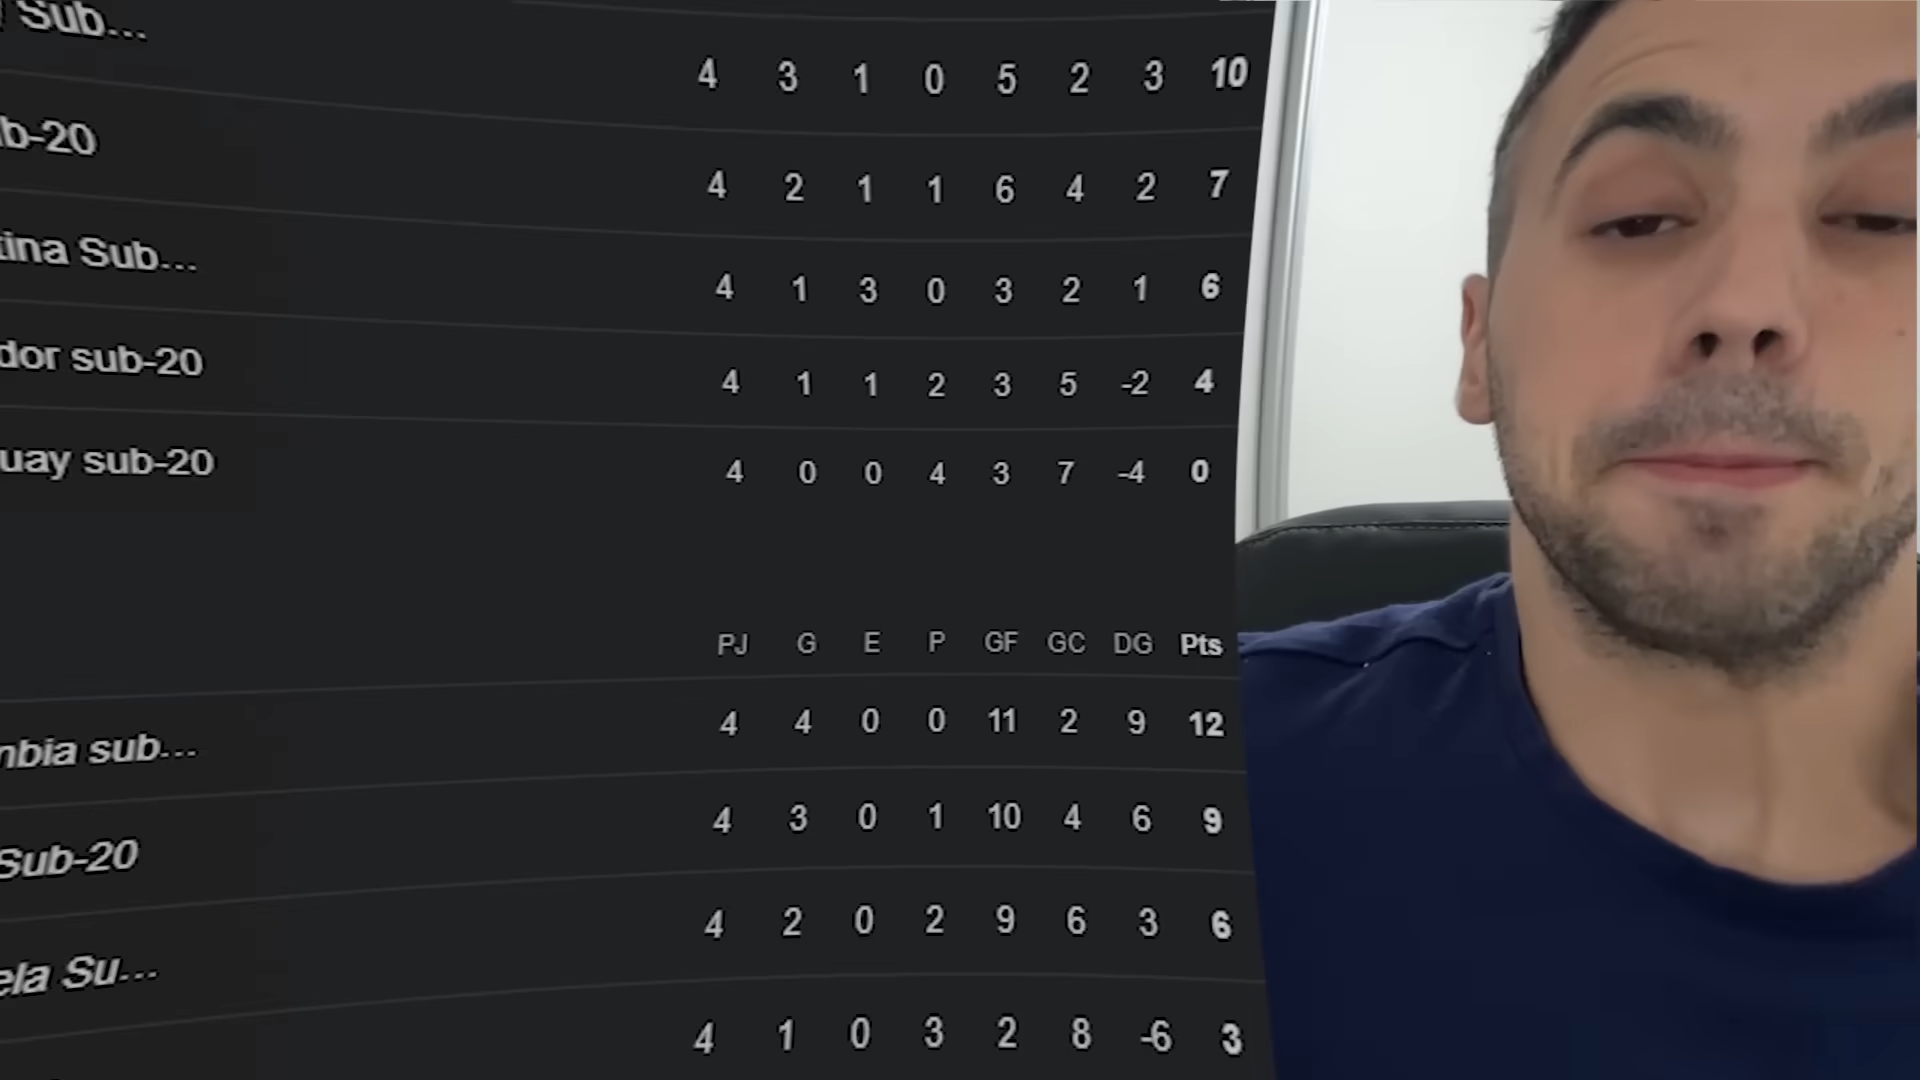 Sub... 4 3 1 0 5 2 3 10
b-20 4 2 1 1 6 4 2 7
tina Sub... 4 1 3 0 3 2 1 6
dor sub-20 4 1 1 2 3 5 -2 4
uay sub-20 4 0 0 4 3 7 -4 0
PJ G E P GF GC DG Pts
mbia sub... 4 4 0 0 11 2 9 12
Sub-20 4 3 0 1 10 4 6 9
ela Su... 4 2 0 2 9 6 3 6
4 1 0 3 2 8 -6 3